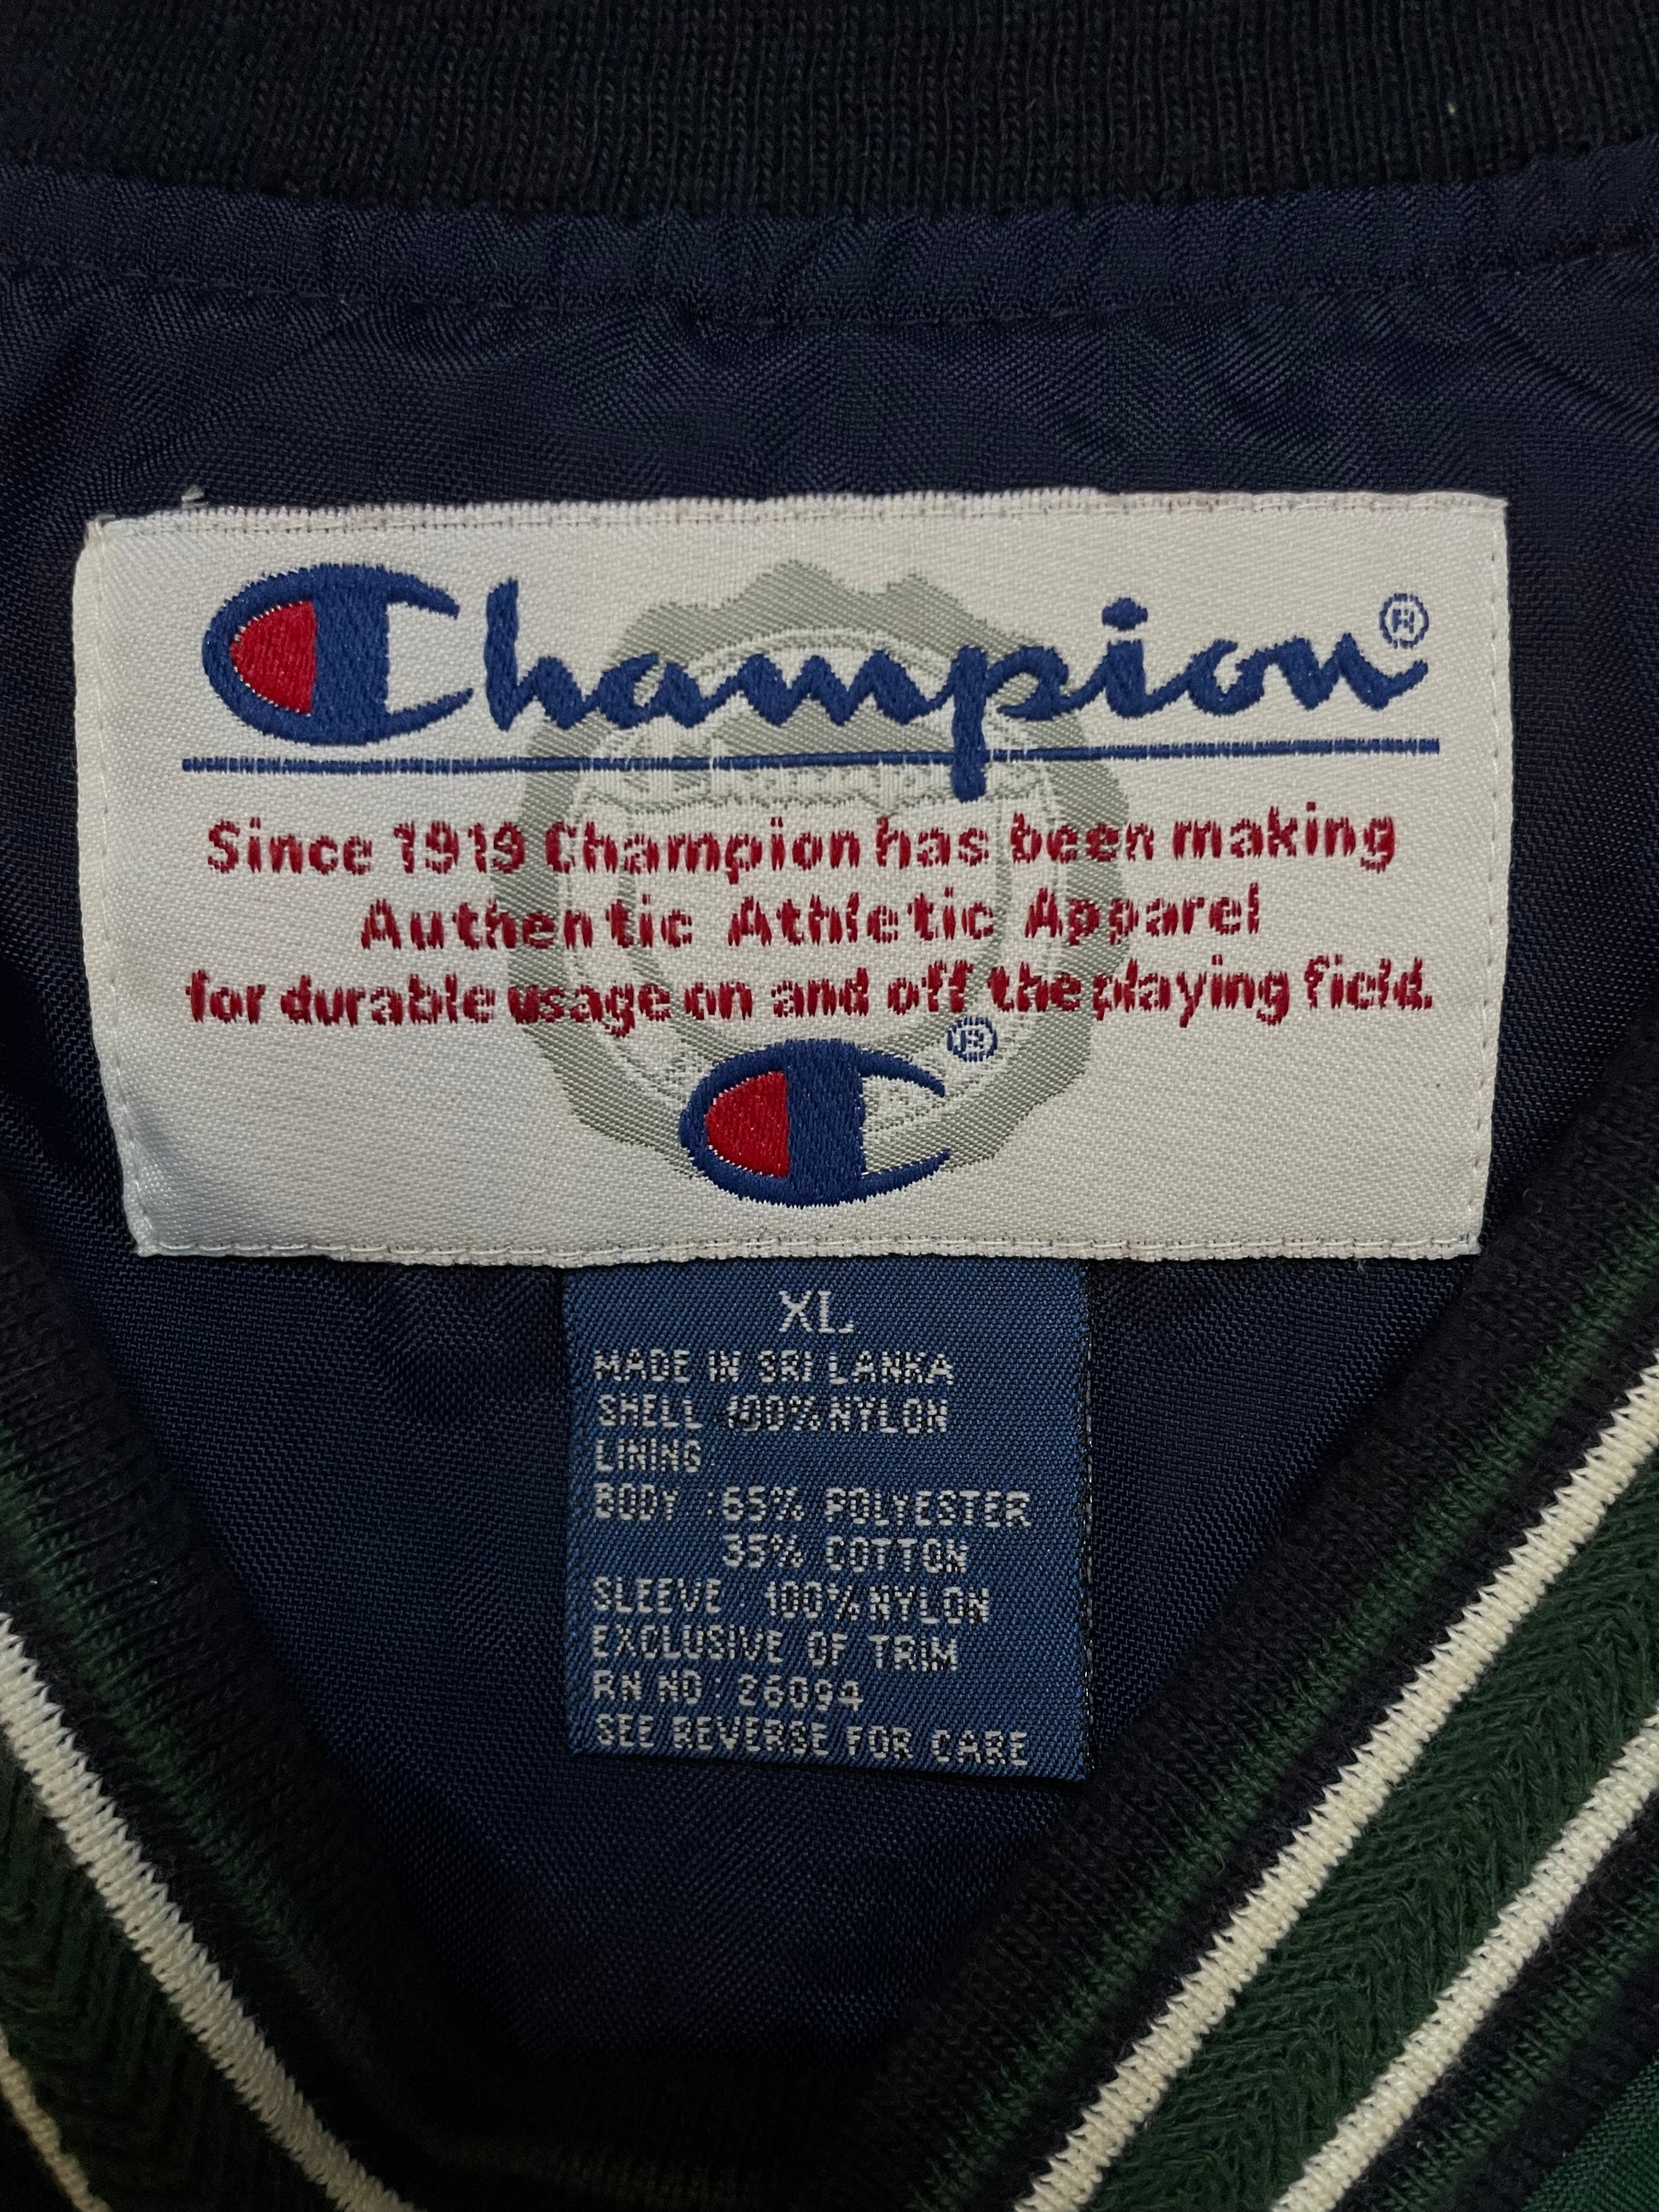 Champion®
Since 1919 Champion has been making
Authentic Athletic Apparel
for durable usage on and off the playing field.
®
XL
MADE IN SRI LANKA
SHELL 100% NYLON
LINING
BODY : 65% POLYESTER
35% COTTON
SLEEVE : 100% NYLON
EXCLUSIVE OF TRIM
RN NO : 26094
SEE REVERSE FOR CARE